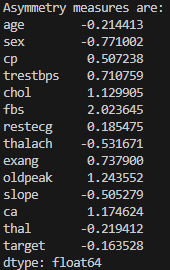 Asymmetry measures are:
age -0.214413
sex -0.771002
cp 0.507238
trestbps 0.710759
chol 1.129905
fbs 2.023645
restecg 0.185475
thalach -0.531671
exang 0.737900
oldpeak 1.243552
slope -0.505279
ca 1.174624
thal -0.219412
target -0.163528
dtype: float64